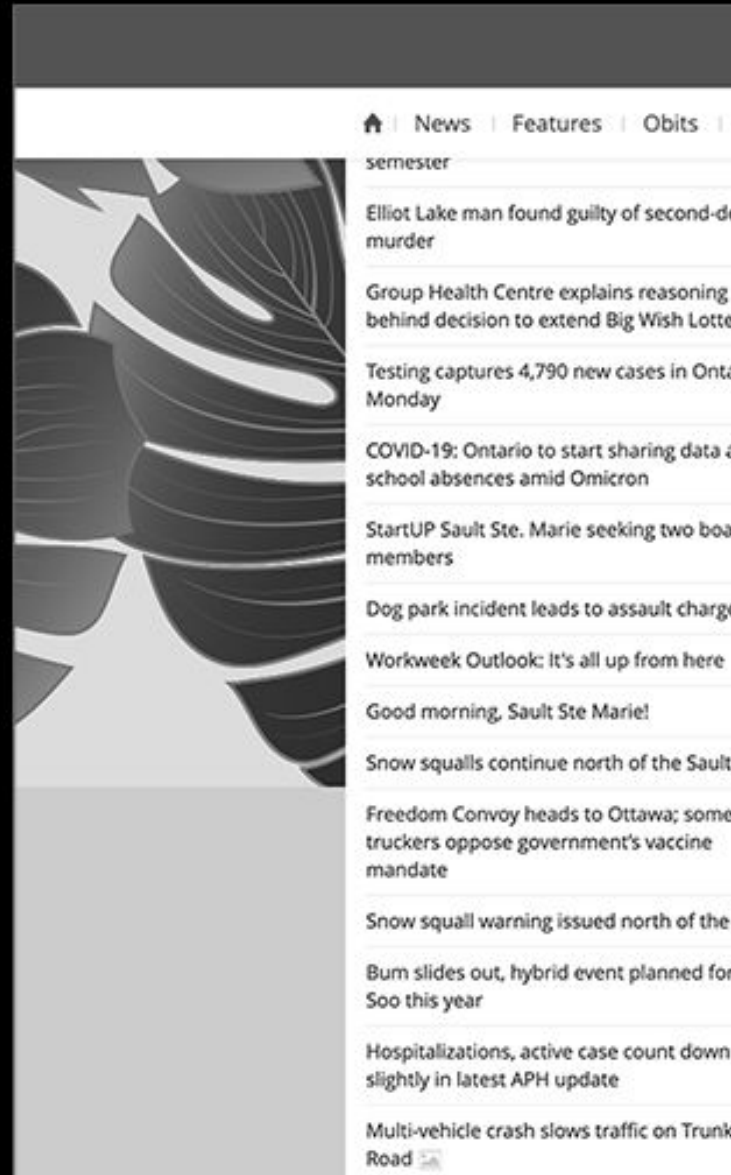 News Features Obits
semester
Elliot Lake man found guilty of second-de
murder
Group Health Centre explains reasoning
behind decision to extend Big Wish Lotte
Testing captures 4,790 new cases in Onta
Monday
COVID-19: Ontario to start sharing data a
school absences amid Omicron
StartUP Sault Ste. Marie seeking two boa
members
Dog park incident leads to assault charge
Workweek Outlook: It's all up from here
Good morning, Sault Ste Marie!
Snow squalls continue north of the Sault
Freedom Convoy heads to Ottawa; some
truckers oppose government's vaccine
mandate
Snow squall warning issued north of the
Bum slides out, hybrid event planned for
Soo this year
Hospitalizations, active case count down
slightly in latest APH update
Multi-vehicle crash slows traffic on Trunk
Road